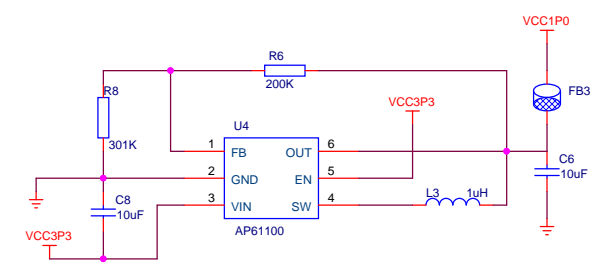 VCC1P0
R6
200K
FB3
R8
301K
VCC3P3
U4
1 FB OUT 6
2 GND EN 5
3 VIN SW 4
AP61100
L3 1uH
C6
10uF
C8
10uF
VCC3P3